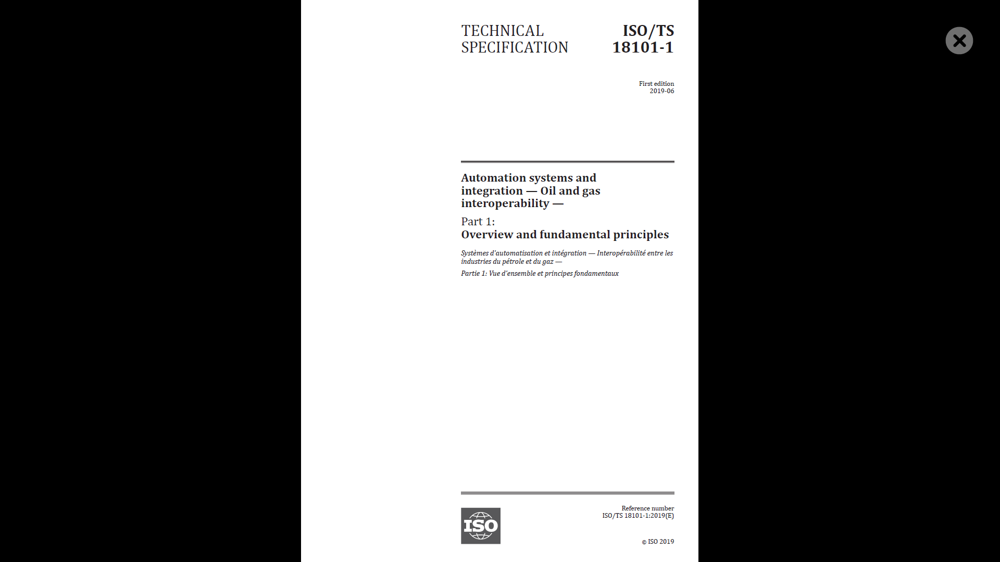 TECHNICAL
SPECIFICATION
ISO/TS
18101-1
First edition
2019-06
Automation systems and
integration — Oil and gas
interoperability —
Part 1:
Overview and fundamental principles
Systèmes d'automatisation et intégration — Interopérabilité entre les
industries du pétrole et du gaz —
Partie 1: Vue d'ensemble et principes fondamentaux
ISO
Reference number
ISO/TS 18101-1:2019(E)
© ISO 2019